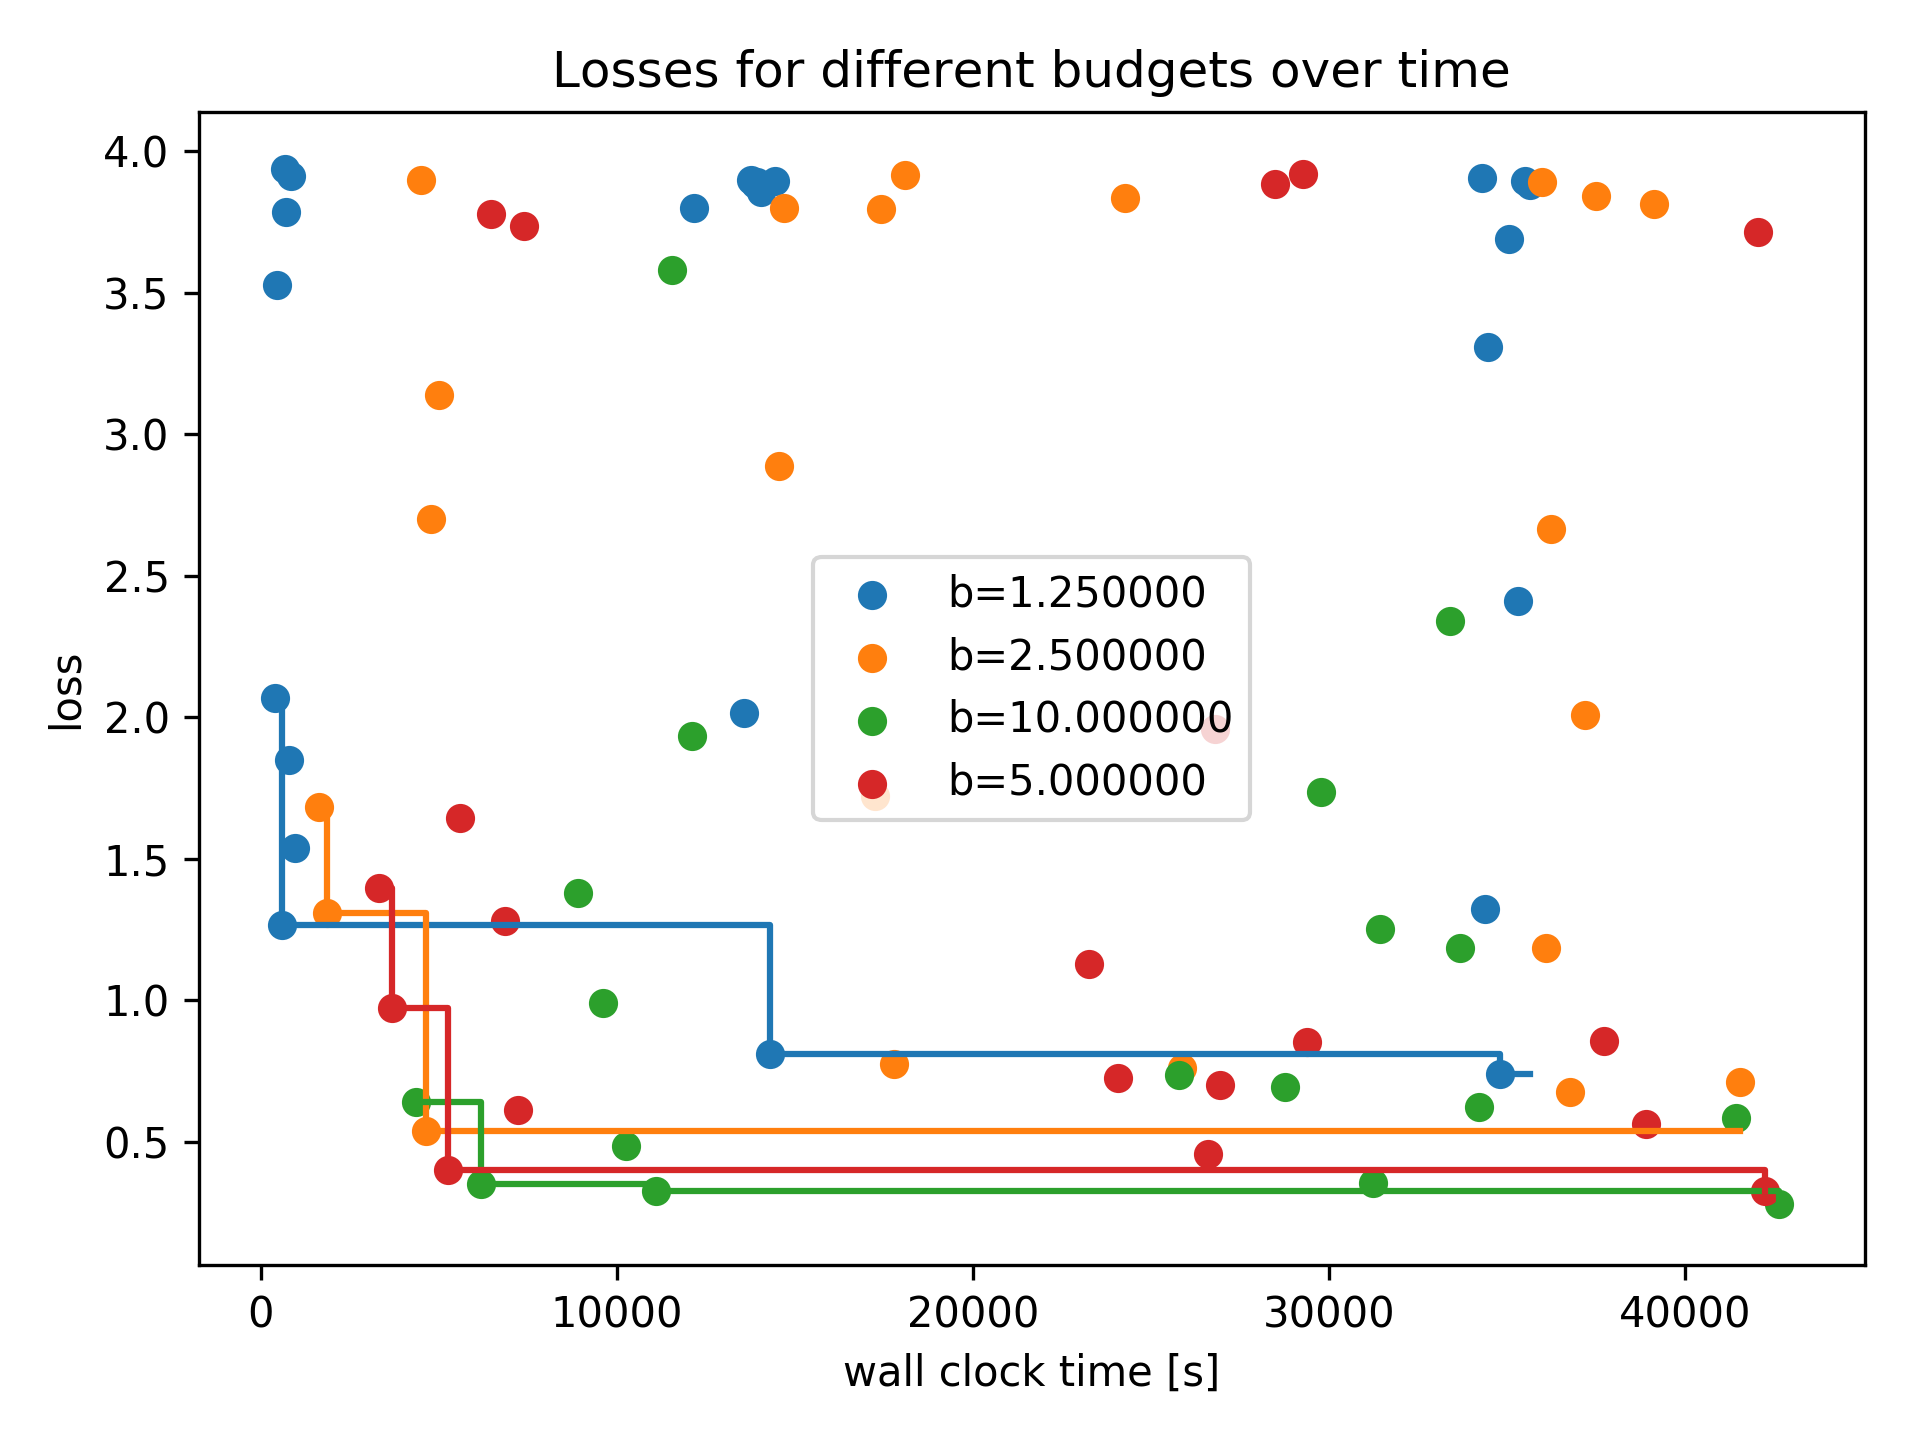 Losses for different budgets over time
4.0
3.5
3.0
2.5
2.0
1.5
1.0
0.5
loss
b=1.250000
b=2.500000
b=10.000000
b=5.000000
0 10000 20000 30000 40000
wall clock time [s]